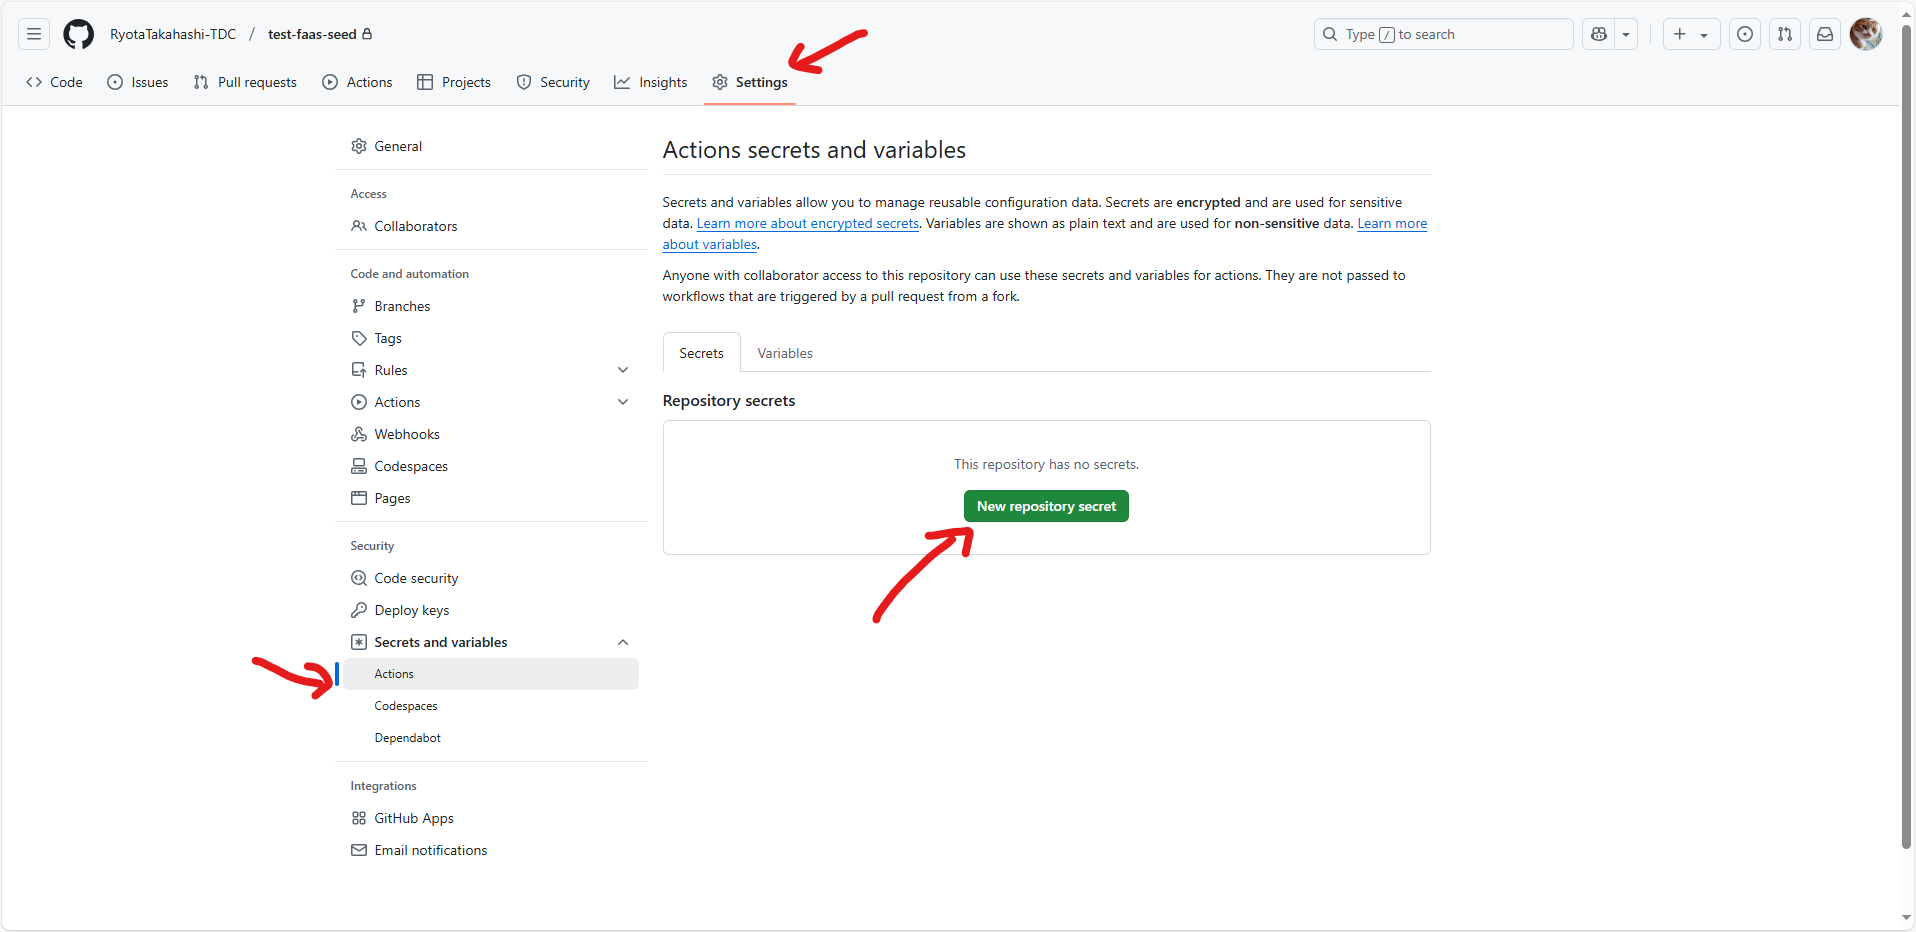 RyotaTakahashi-TDC / test-faas-seed
Type / to search
Code
Issues
Pull requests
Actions
Projects
Security
Insights
Settings
General
Access
Collaborators
Code and automation
Branches
Tags
Rules
Actions
Webhooks
Codespaces
Pages
Security
Code security
Deploy keys
Secrets and variables
Actions
Codespaces
Dependabot
Integrations
GitHub Apps
Email notifications
Actions secrets and variables
Secrets and variables allow you to manage reusable configuration data. Secrets are encrypted and are used for sensitive
data. Learn more about encrypted secrets. Variables are shown as plain text and are used for non-sensitive data. Learn more
about variables.
Anyone with collaborator access to this repository can use these secrets and variables for actions. They are not passed to
workflows that are triggered by a pull request from a fork.
Secrets
Variables
Repository secrets
This repository has no secrets.
New repository secret